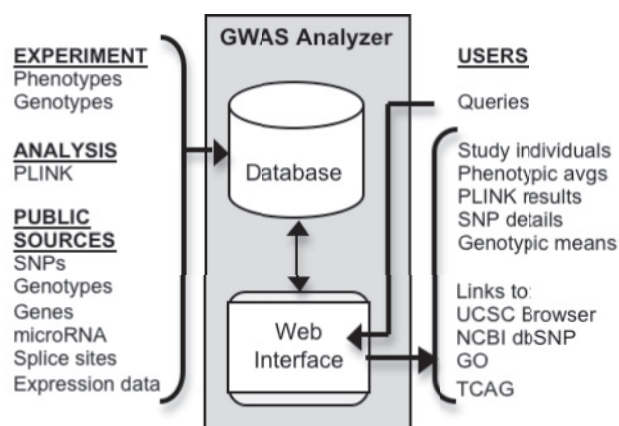 EXPERIMENT
Phenotypes
Genotypes
ANALYSIS
PLINK
PUBLIC
SOURCES
SNPs
Genotypes
Genes
microRNA
Splice sites
Expression data
GWAS Analyzer
Database
Web
Interface
USERS
Queries
Study individuals
Phenotypic avgs
PLINK results
SNP details
Genotypic means
Links to:
UCSC Browser
NCBI dbSNP
GO
TCAG